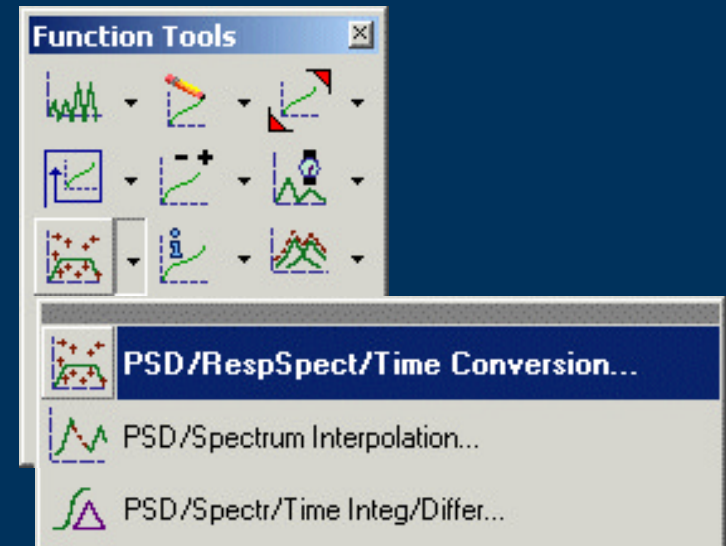 Function Tools
PSD/RespSpect/Time Conversion...
PSD/Spectrum Interpolation...
PSD/Spectr/Time Integ/Differ...